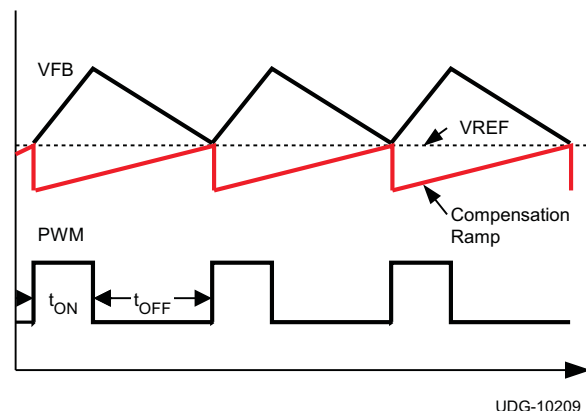 VFB
VREF
Compensation
Ramp
PWM
tON
tOFF
UDG-10209